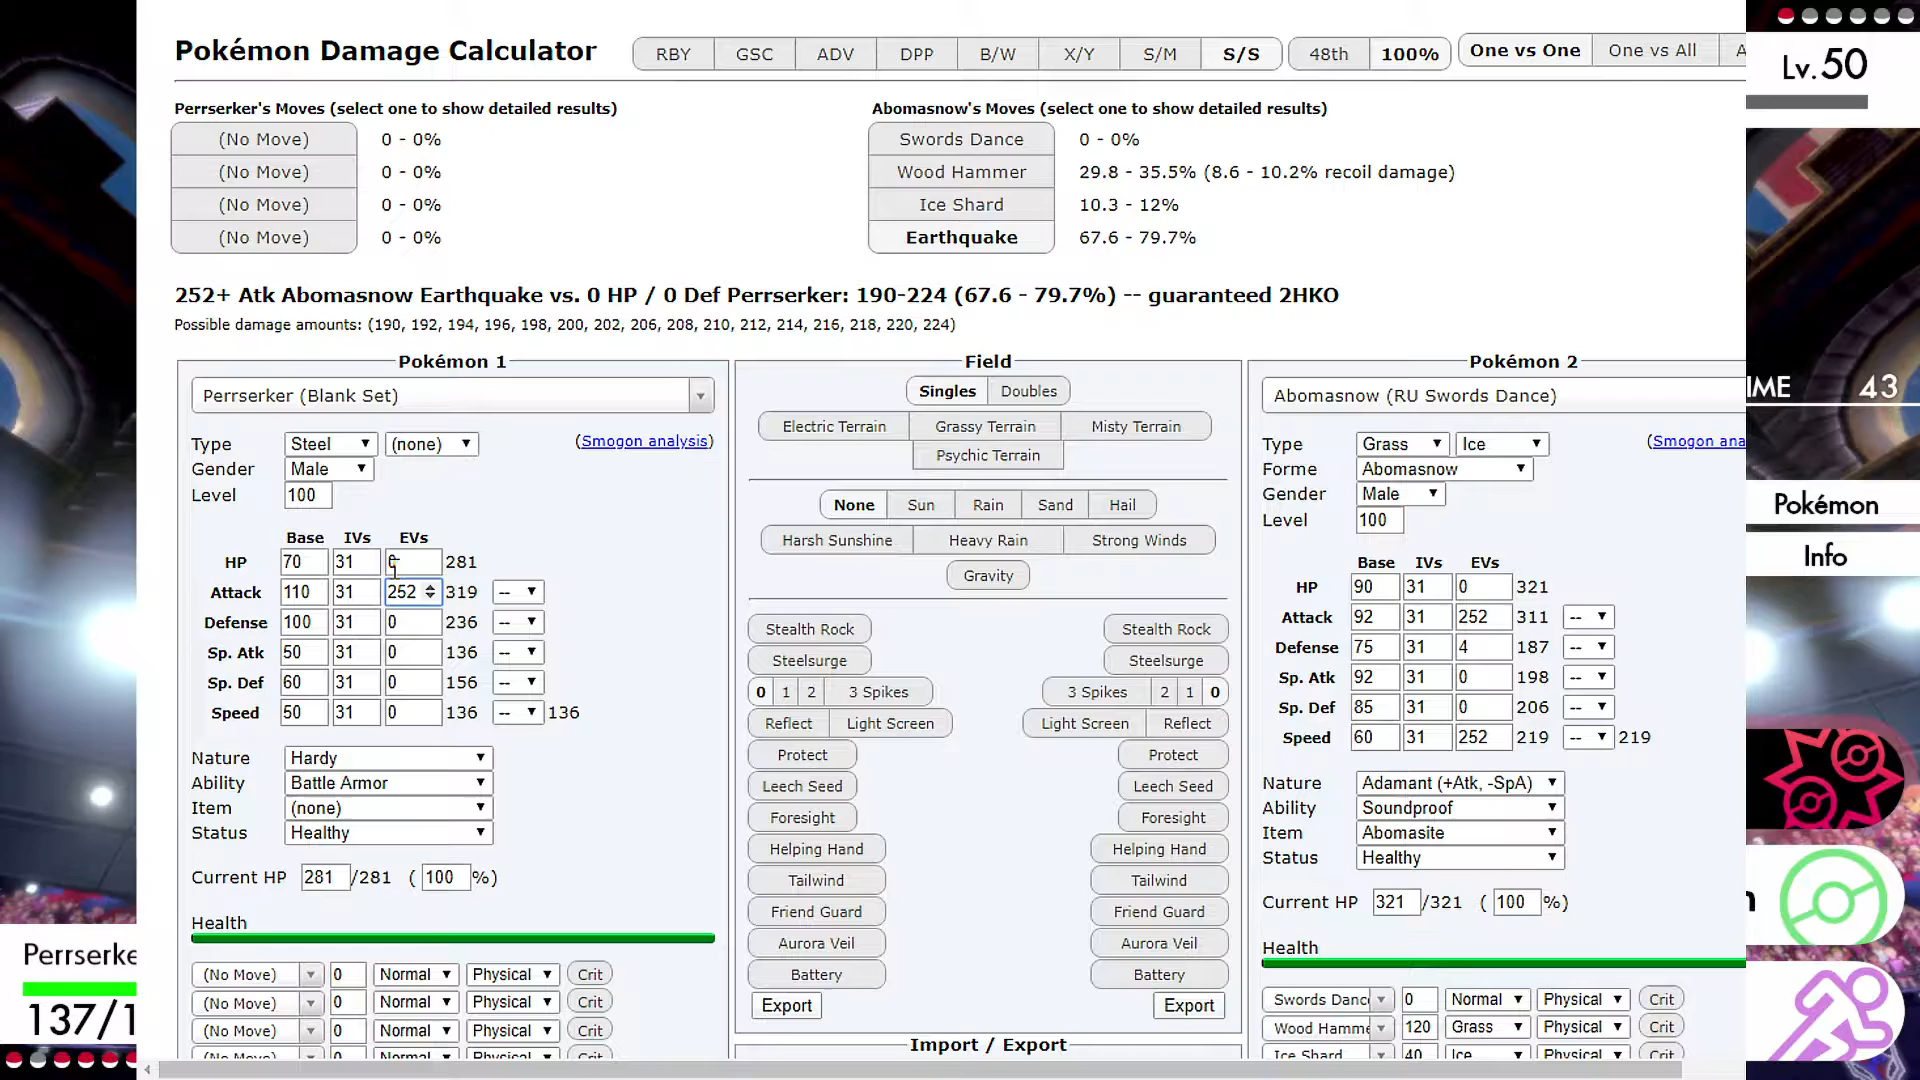 Pokémon Damage Calculator RBY GSC ADV DPP B/W X/Y S/M S/S 48th 100% One vs One One vs All A
Perrserker's Moves (select one to show detailed results)
(No Move) 0 - 0%
(No Move) 0 - 0%
(No Move) 0 - 0%
(No Move) 0 - 0%
Abomasnow's Moves (select one to show detailed results)
Swords Dance 0 - 0%
Wood Hammer 29.8 - 35.5% (8.6 - 10.2% recoil damage)
Ice Shard 10.3 - 12%
Earthquake 67.6 - 79.7%
252+ Atk Abomasnow Earthquake vs. 0 HP / 0 Def Perrserker: 190-224 (67.6 - 79.7%) -- guaranteed 2HKO
Possible damage amounts: (190, 192, 194, 196, 198, 200, 202, 206, 208, 210, 212, 214, 216, 218, 220, 224)
Pokémon 1
Perrserker (Blank Set)
Type Steel (none) (Smogon analysis)
Gender Male
Level 100
Base IVs EVs
HP 70 31 0 281
Attack 110 31 252 319 --
Defense 100 31 0 236 --
Sp. Atk 50 31 0 136 --
Sp. Def 60 31 0 156 --
Speed 50 31 0 136 -- 136
Nature Hardy
Ability Battle Armor
Item (none)
Status Healthy
Current HP 281 /281 ( 100 %)
Health
(No Move) 0 Normal Physical Crit
(No Move) 0 Normal Physical Crit
(No Move) 0 Normal Physical Crit
(No Move) 0 Normal Physical Crit
Field
Singles Doubles
Electric Terrain Grassy Terrain Misty Terrain
Psychic Terrain
None Sun Rain Sand Hail
Harsh Sunshine Heavy Rain Strong Winds
Gravity
Stealth Rock Stealth Rock
Steelsurge Steelsurge
0 1 2 3 Spikes 3 Spikes 2 1 0
Reflect Light Screen Light Screen Reflect
Protect Protect
Leech Seed Leech Seed
Foresight Foresight
Helping Hand Helping Hand
Tailwind Tailwind
Friend Guard Friend Guard
Aurora Veil Aurora Veil
Battery Battery
Export Export
Import / Export
Pokémon 2
Abomasnow (RU Swords Dance)
Type Grass Ice (Smogon ana
Forme Abomasnow
Gender Male
Level 100
Base IVs EVs
HP 90 31 0 321
Attack 92 31 252 311 --
Defense 75 31 4 187 --
Sp. Atk 92 31 0 198 --
Sp. Def 85 31 0 206 --
Speed 60 31 252 219 -- 219
Nature Adamant (+Atk, -SpA)
Ability Soundproof
Item Abomasite
Status Healthy
Current HP 321 /321 ( 100 %)
Health
Swords Danc 0 Normal Physical Crit
Wood Hamme 120 Grass Physical Crit
Ice Shard 40 Ice Physical Crit
Lv.50
IME 43
Pokémon
Info
n
Perrserke
137/1